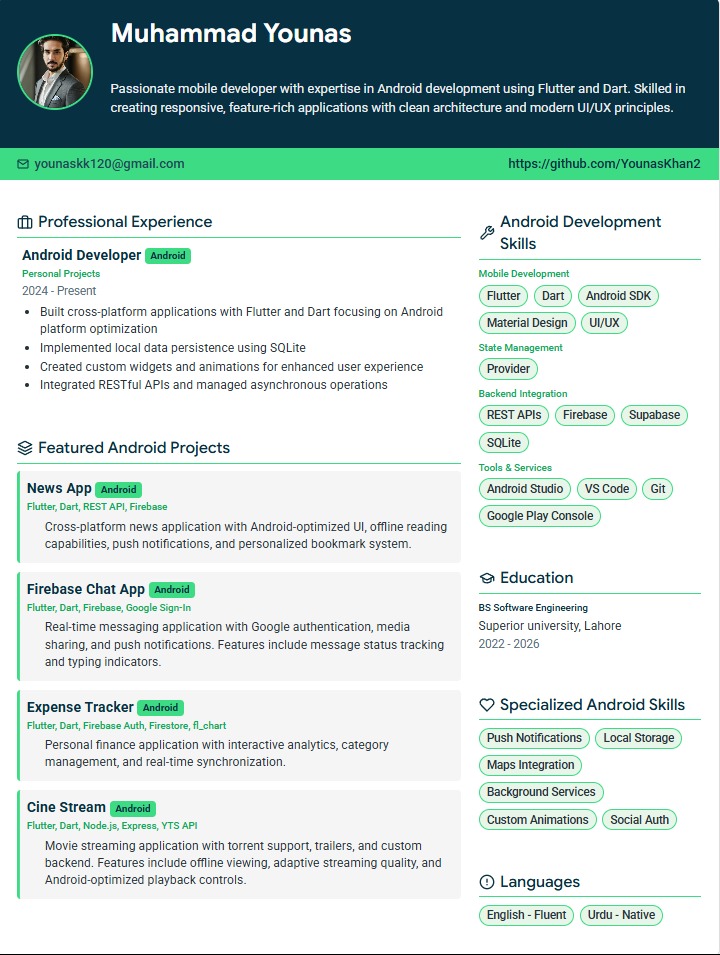 Muhammad Younas
Passionate mobile developer with expertise in Android development using Flutter and Dart. Skilled in
creating responsive, feature-rich applications with clean architecture and modern UI/UX principles.
younaskk120@gmail.com
https://github.com/YounasKhan2
Professional Experience
Android Developer Android
Personal Projects
2024 - Present
• Built cross-platform applications with Flutter and Dart focusing on Android
platform optimization
• Implemented local data persistence using SQLite
• Created custom widgets and animations for enhanced user experience
• Integrated RESTful APIs and managed asynchronous operations
Featured Android Projects
News App Android
Flutter, Dart, REST API, Firebase
Cross-platform news application with Android-optimized UI, offline reading
capabilities, push notifications, and personalized bookmark system.
Firebase Chat App Android
Flutter, Dart, Firebase, Google Sign-In
Real-time messaging application with Google authentication, media
sharing, and push notifications. Features include message status tracking
and typing indicators.
Expense Tracker Android
Flutter, Dart, Firebase Auth, Firestore, fl_chart
Personal finance application with interactive analytics, category
management, and real-time synchronization.
Cine Stream Android
Flutter, Dart, Node.js, Express, YTS API
Movie streaming application with torrent support, trailers, and custom
backend. Features include offline viewing, adaptive streaming quality, and
Android-optimized playback controls.
Android Development
Skills
Mobile Development
Flutter Dart Android SDK
Material Design UI/UX
State Management
Provider
Backend Integration
REST APIs Firebase Supabase
SQLite
Tools & Services
Android Studio VS Code Git
Google Play Console
Education
BS Software Engineering
Superior university, Lahore
2022 - 2026
Specialized Android Skills
Push Notifications Local Storage
Maps Integration
Background Services
Custom Animations Social Auth
Languages
English - Fluent Urdu - Native